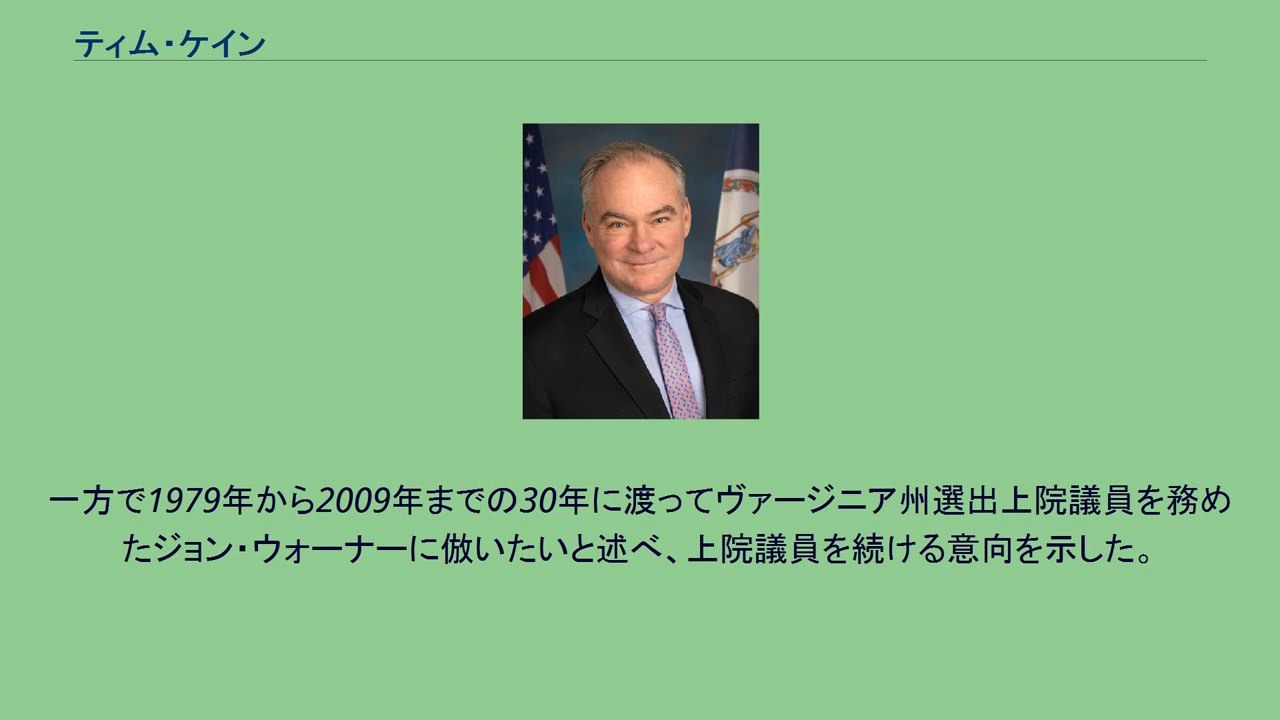 ティム・ケイン
一方で1979年から2009年までの30年に渡ってヴァージニア州選出上院議員を務め
たジョン・ウォーナーに倣いたいと述べ、上院議員を続ける意向を示した。